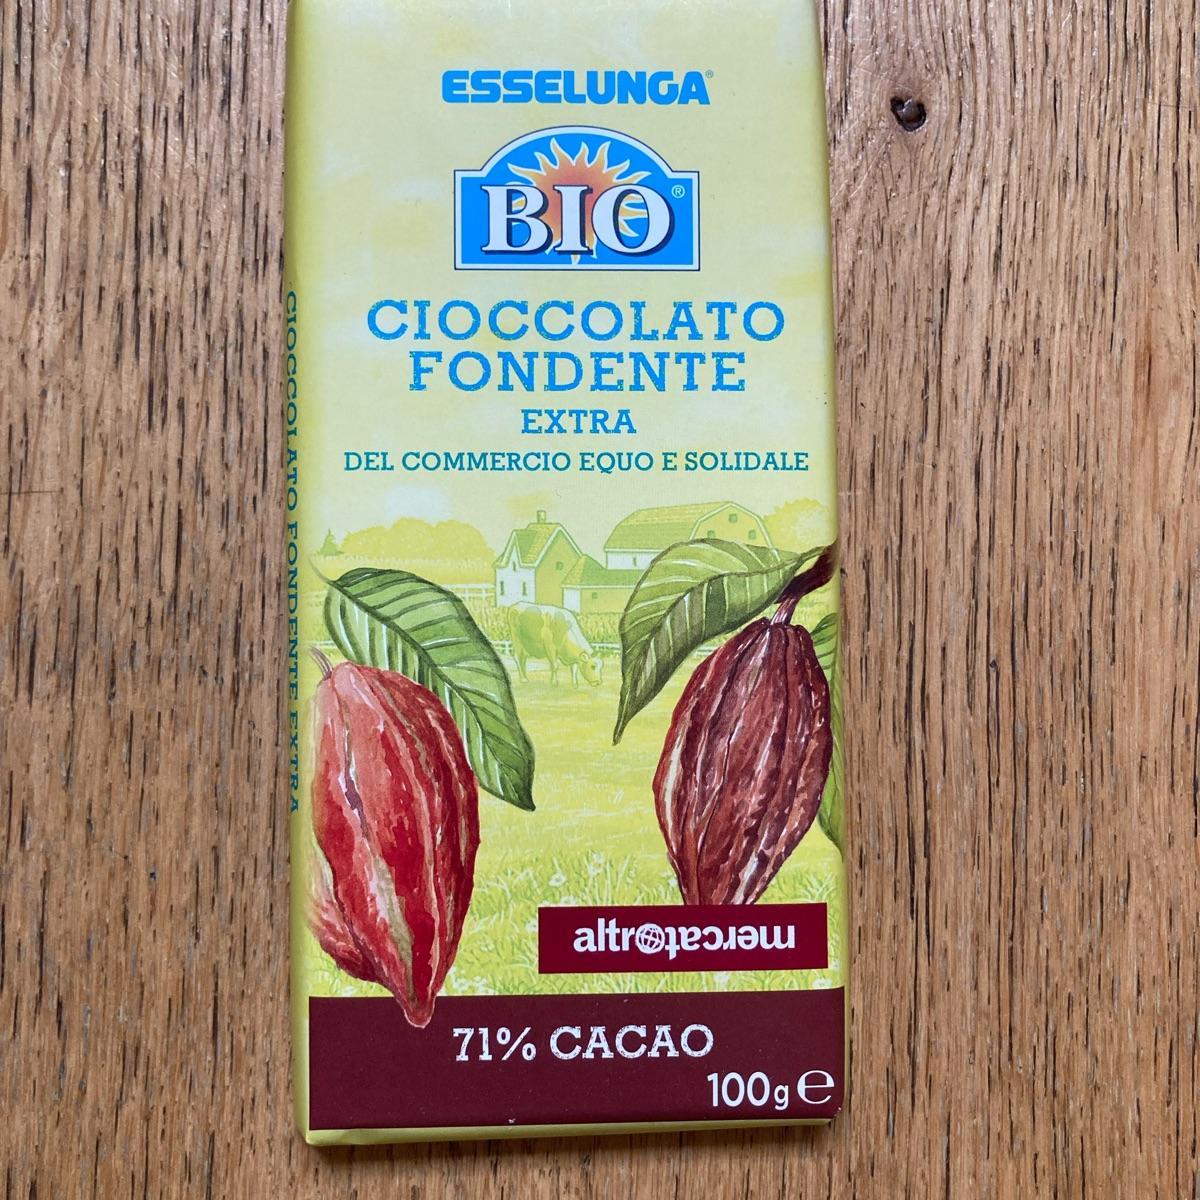 ESSELUNGA®
BIO®
CIOCCOLATO
FONDENTE
EXTRA
DEL COMMERCIO EQUO E SOLIDALE
CIOCCOLATO FONDENTE EXTRA
altromercato
71% CACAO
100g e